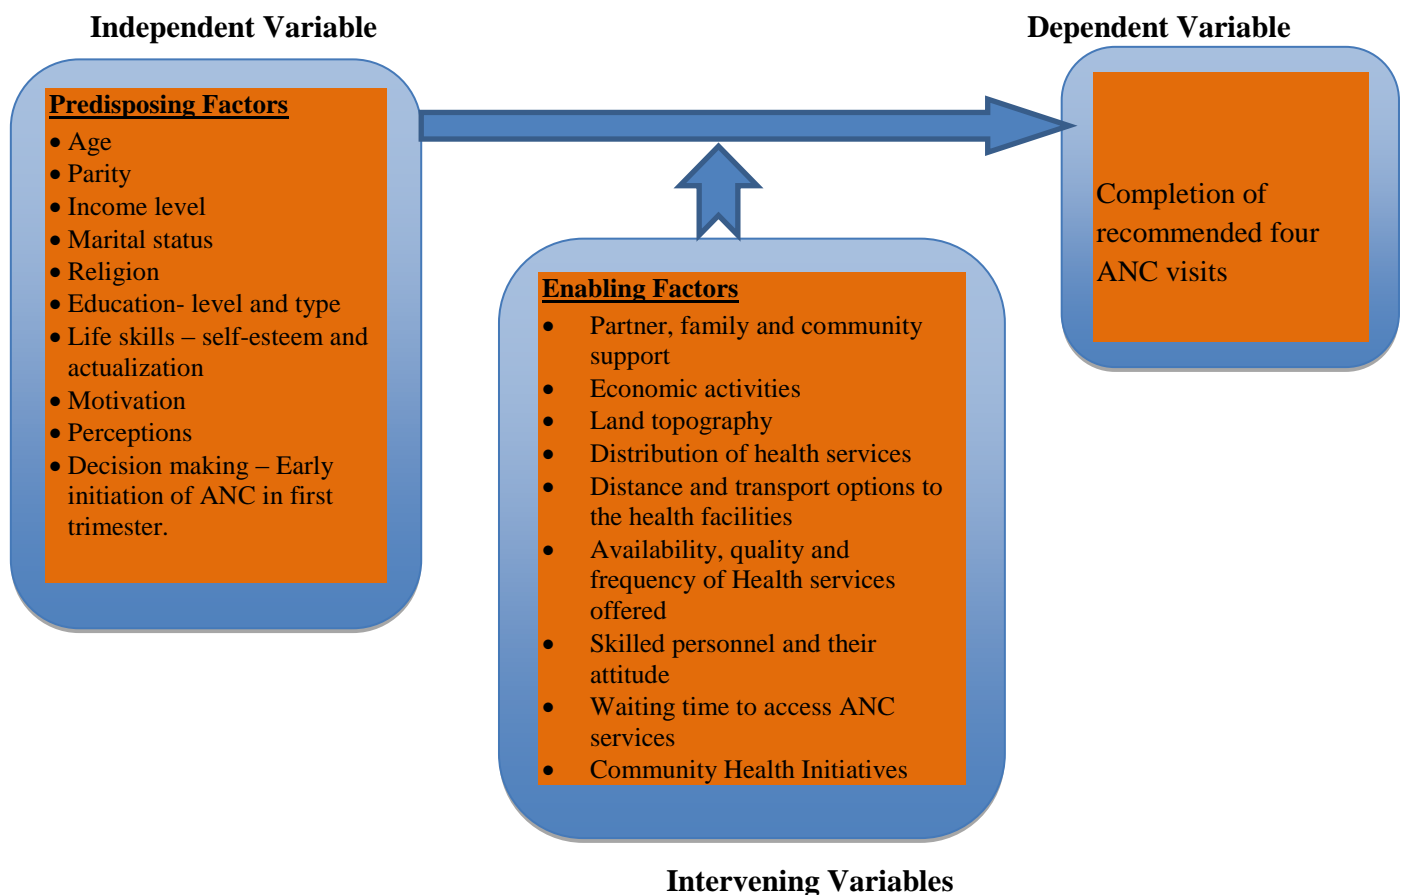 Independent Variable
Dependent Variable
Predisposing Factors
• Age
• Parity
• Income level
• Marital status
• Religion
• Education- level and type
• Life skills – self-esteem and
actualization
• Motivation
• Perceptions
• Decision making – Early
initiation of ANC in first
trimester.
Enabling Factors
• Partner, family and community
support
• Economic activities
• Land topography
• Distribution of health services
• Distance and transport options to
the health facilities
• Availability, quality and
frequency of Health services
offered
• Skilled personnel and their
attitude
• Waiting time to access ANC
services
• Community Health Initiatives
Completion of
recommended four
ANC visits
Intervening Variables